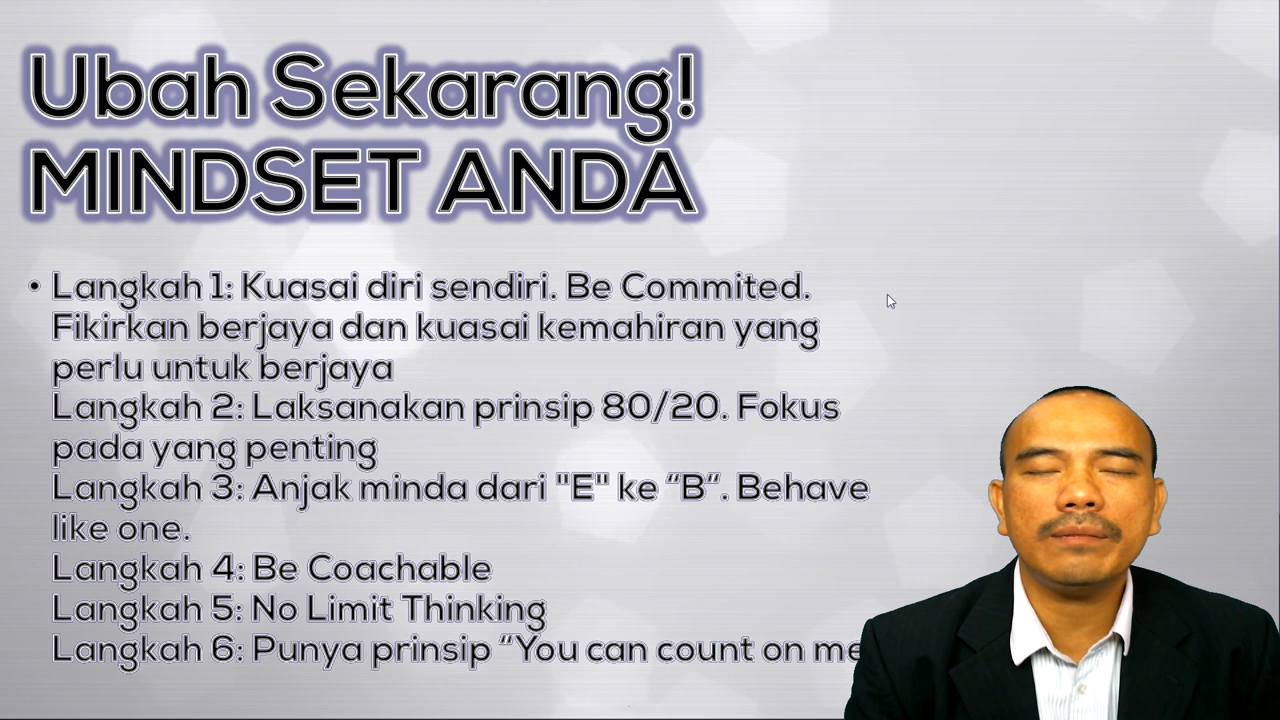 Ubah Sekarang!
MINDSET ANDA
• Langkah 1: Kuasai diri sendiri. Be Commited.
Fikirkan berjaya dan kuasai kemahiran yang
perlu untuk berjaya
Langkah 2: Laksanakan prinsip 80/20. Fokus
pada yang penting
Langkah 3: Anjak minda dari "E" ke “B“. Behave
like one.
Langkah 4: Be Coachable
Langkah 5: No Limit Thinking
Langkah 6: Punya prinsip “You can count on me